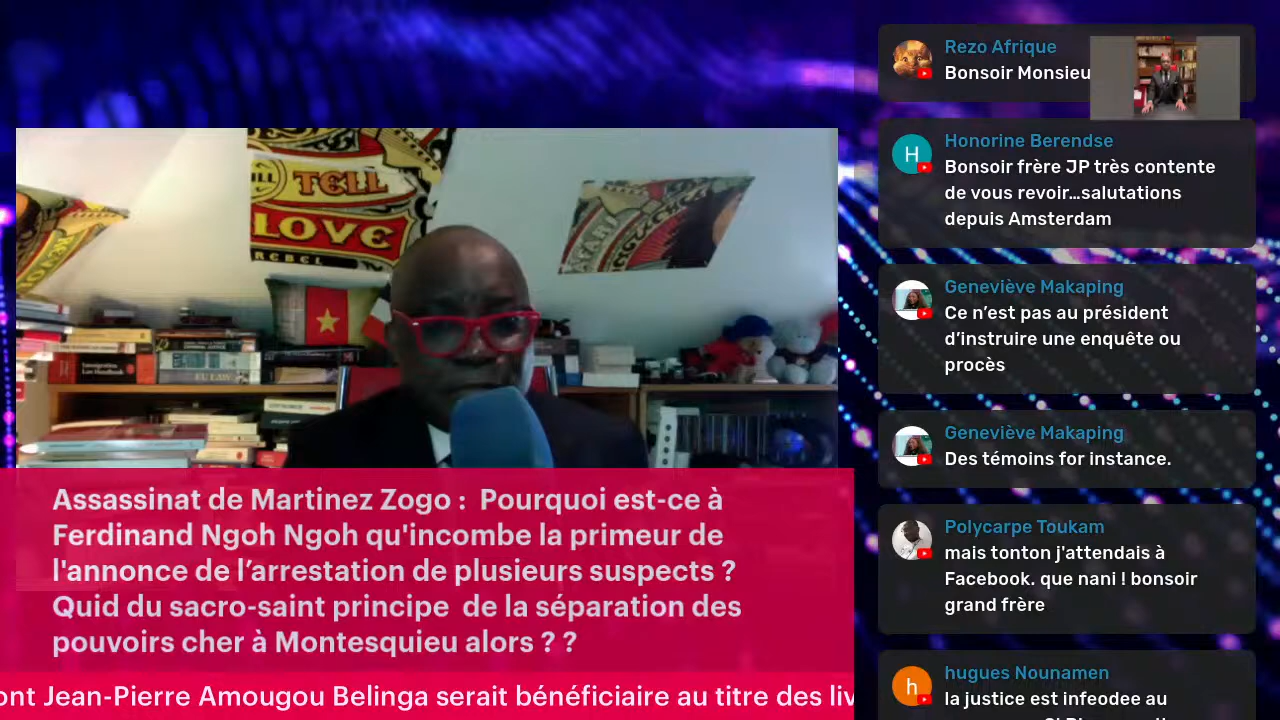 Rezo Afrique
Bonsoir
Honorine Berendse
Bonsoir frère JP très contente
de vous revoir...salutations
depuis Amsterdam
Geneviève Makaping
Ce n’est pas au président
d’instruire une enquête ou
procès
Geneviève Makaping
Des témoins for instance.
Polycarpe Toukam
mais tonton j'attendais à
Facebook. que nani ! bonsoir
grand frère
hugues Nounamen
la justice est infeodee au
TELL
LOVE
REBEL
EU LAW
Assassinat de Martinez Zogo : Pourquoi est-ce à
Ferdinand Ngoh Ngoh qu'incombe la primeur de
l'annonce de l’arrestation de plusieurs suspects ?
Quid du sacro-saint principe de la séparation des
pouvoirs cher à Montesquieu alors ? ?
ont Jean-Pierre Amougou Belinga serait bénéficiaire au titre des liv